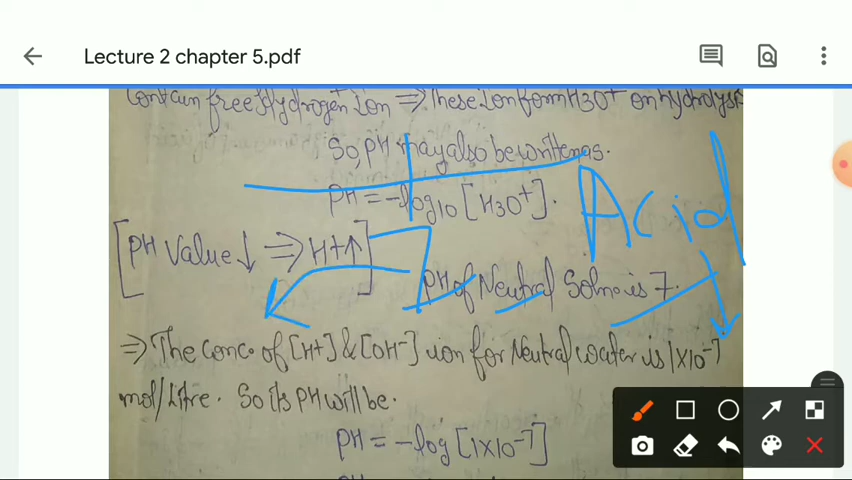 Lecture 2 chapter 5.pdf
Contain free Hydrogen Ion ⇒ These Ion form H3O+ on hydrolysis
So, PH may also be written as.
PH = -log10 [H3O+].
Acid
[PH Value ↓ ⇒ H+↑]
PH of Neutral Solno is 7.
⇒ The conc. of [H+] & [OH-] ion for Neutral water is 1×10-7
mol/Litre. So its PH will be.
PH = -log [1×10-7]